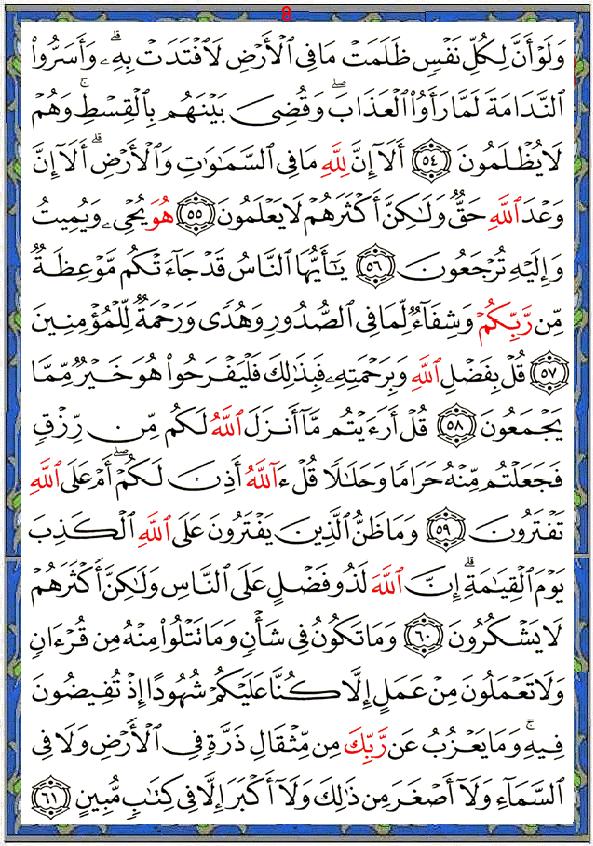 وَلَوْ أَنَّ لِكُلِّ نَفْسٍ ظَلَمَتْ مَا فِي ٱلْأَرْضِ لَٱفْتَدَتْ بِهِۦۗ وَأَسَرُّوا۟
ٱلنَّدَامَةَ لَمَّا رَأَوُا۟ ٱلْعَذَابَۖ وَقُضِىَ بَيْنَهُم بِٱلْقِسْطِۚ وَهُمْ
لَا يُظْلَمُونَ ﴿٥٤﴾ أَلَآ إِنَّ لِلَّهِ مَا فِي ٱلسَّمَـٰوَٰتِ وَٱلْأَرْضِۗ أَلَآ إِنَّ
وَعْدَ ٱللَّهِ حَقٌّ وَلَـٰكِنَّ أَكْثَرَهُمْ لَا يَعْلَمُونَ ﴿٥٥﴾ هُوَ يُحْىِۦ وَيُمِيتُ
وَإِلَيْهِ تُرْجَعُونَ ﴿٥٦﴾ يَـٰٓأَيُّهَا ٱلنَّاسُ قَدْ جَآءَتْكُم مَّوْعِظَةٌ
مِّن رَّبِّكُمْ وَشِفَآءٌ لِّمَا فِي ٱلصُّدُورِ وَهُدًى وَرَحْمَةٌ لِّلْمُؤْمِنِينَ
﴿٥٧﴾ قُلْ بِفَضْلِ ٱللَّهِ وَبِرَحْمَتِهِۦ فَبِذَٰلِكَ فَلْيَفْرَحُوا۟ هُوَ خَيْرٌ مِّمَّا
يَجْمَعُونَ ﴿٥٨﴾ قُلْ أَرَءَيْتُم مَّآ أَنزَلَ ٱللَّهُ لَكُم مِّن رِّزْقٍ
فَجَعَلْتُم مِّنْهُ حَرَامًا وَحَلَـٰلًا قُلْ ءَآللَّهُ أَذِنَ لَكُمْۖ أَمْ عَلَى ٱللَّهِ
تَفْتَرُونَ ﴿٥٩﴾ وَمَا ظَنُّ ٱلَّذِينَ يَفْتَرُونَ عَلَى ٱللَّهِ ٱلْكَذِبَ
يَوْمَ ٱلْقِيَـٰمَةِۗ إِنَّ ٱللَّهَ لَذُو فَضْلٍ عَلَى ٱلنَّاسِ وَلَـٰكِنَّ أَكْثَرَهُمْ
لَا يَشْكُرُونَ ﴿٦٠﴾ وَمَا تَكُونُ فِي شَأْنٍ وَمَا تَتْلُوا۟ مِنْهُ مِن قُرْءَانٍ
وَلَا تَعْمَلُونَ مِنْ عَمَلٍ إِلَّا كُنَّا عَلَيْكُمْ شُهُودًا إِذْ تُفِيضُونَ
فِيهِۚ وَمَا يَعْزُبُ عَن رَّبِّكَ مِن مِّثْقَالِ ذَرَّةٍ فِي ٱلْأَرْضِ وَلَا فِي
ٱلسَّمَآءِ وَلَآ أَصْغَرَ مِن ذَٰلِكَ وَلَآ أَكْبَرَ إِلَّا فِي كِتَـٰبٍ مُّبِينٍ ﴿٦١﴾